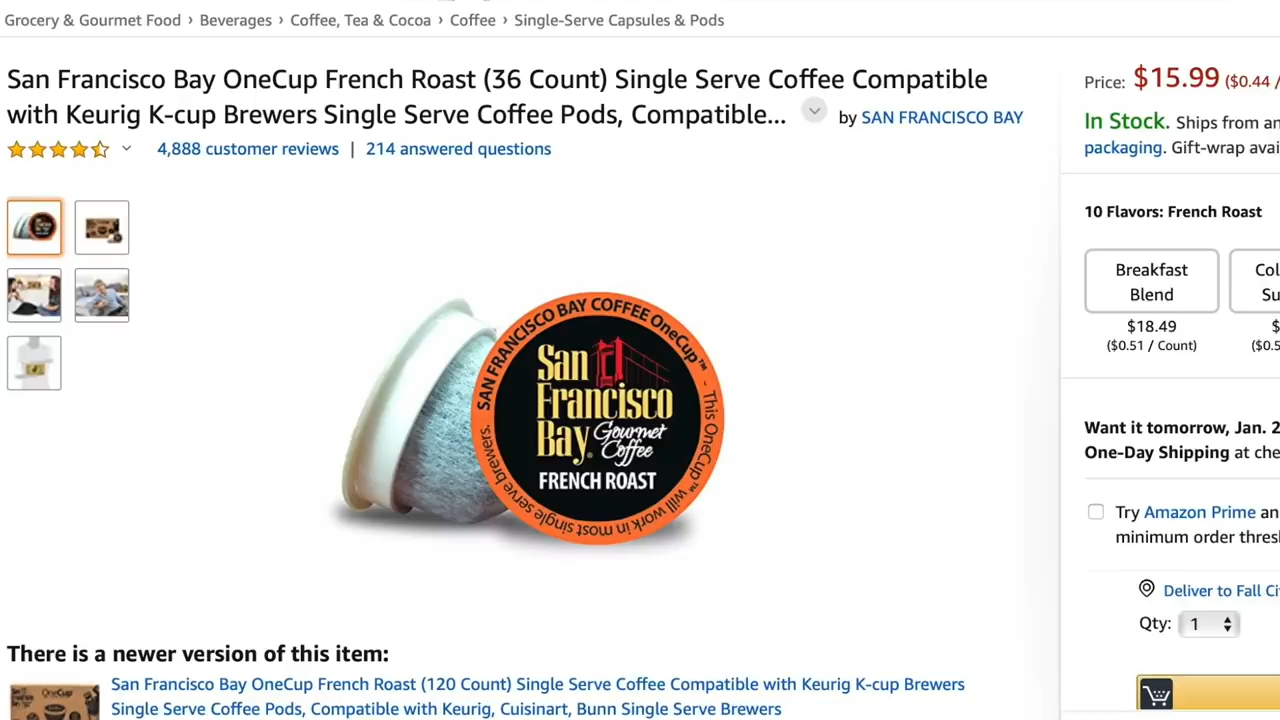 Grocery & Gourmet Food › Beverages › Coffee, Tea & Cocoa › Coffee › Single-Serve Capsules & Pods
San Francisco Bay OneCup French Roast (36 Count) Single Serve Coffee Compatible
with Keurig K-cup Brewers Single Serve Coffee Pods, Compatible...
by SAN FRANCISCO BAY
4,888 customer reviews | 214 answered questions
SAN FRANCISCO BAY COFFEE OneCup™ - This OneCup™ will work in most single serve brewers.
San
Francisco
Bay® Gourmet
Coffee
FRENCH ROAST
There is a newer version of this item:
San Francisco Bay OneCup French Roast (120 Count) Single Serve Coffee Compatible with Keurig K-cup Brewers
Single Serve Coffee Pods, Compatible with Keurig, Cuisinart, Bunn Single Serve Brewers
Price: $15.99 ($0.44 /
In Stock. Ships from an
packaging. Gift-wrap avai
10 Flavors: French Roast
Breakfast
Blend
$18.49
($0.51 / Count)
Col
Su
$
($0.5
Want it tomorrow, Jan. 2
One-Day Shipping at che
Try Amazon Prime an
minimum order thresh
Deliver to Fall Ci
Qty: 1